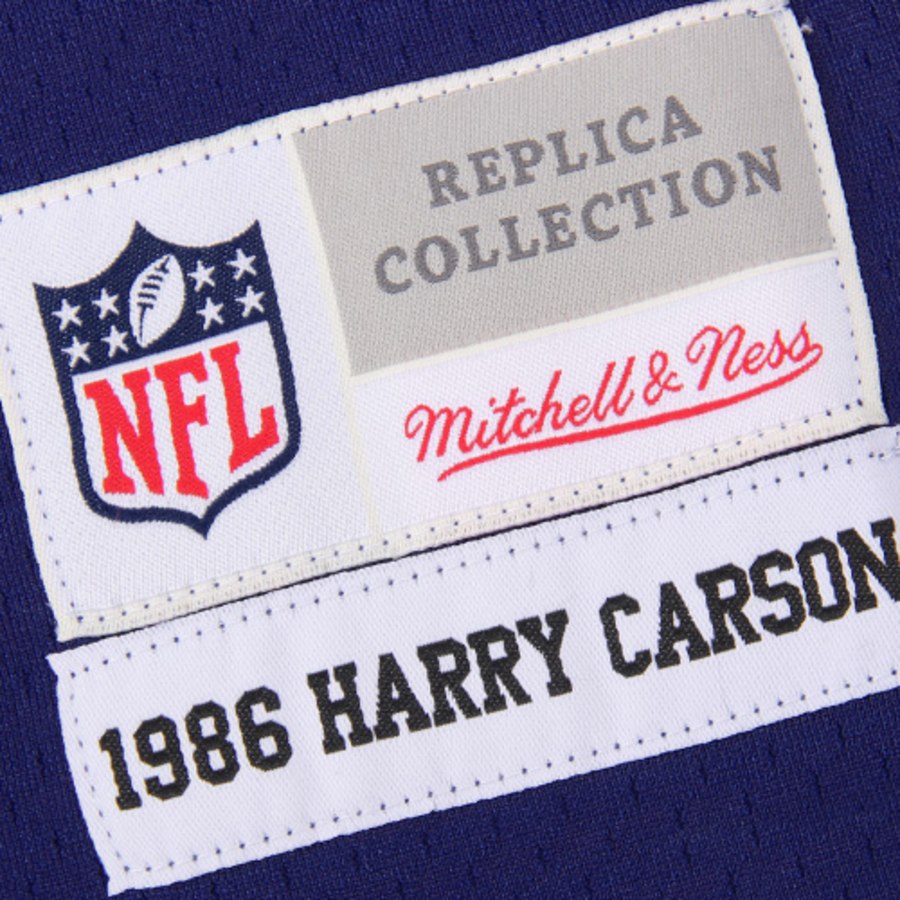 REPLICA
COLLECTION
NFL
Mitchell & Ness
1986 HARRY CARSON